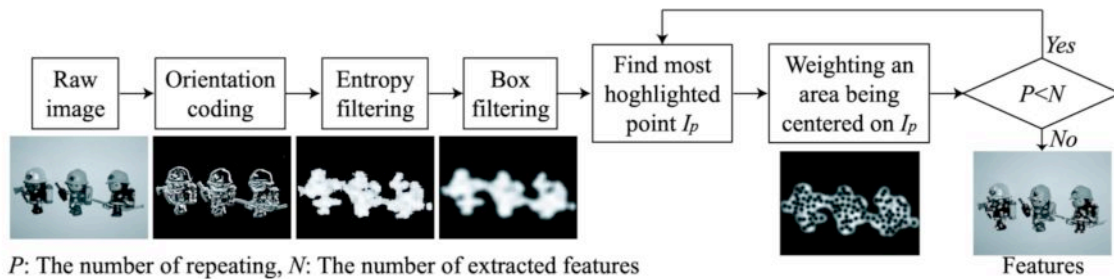 Raw
image
Orientation
coding
Entropy
filtering
Box
filtering
Find most
hoghlighted
point Ip
Weighting an
area being
centered on Ip
Yes
P<N
No
Features
P: The number of repeating, N: The number of extracted features